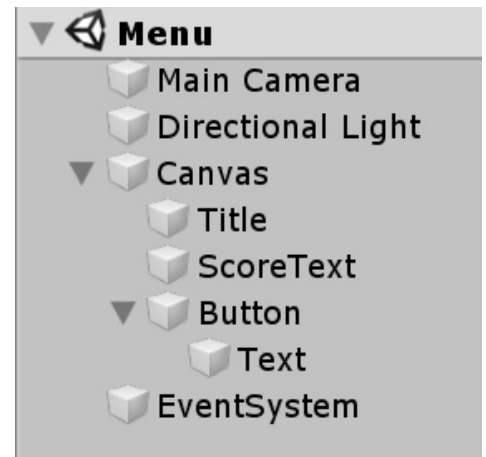 Menu
Main Camera
Directional Light
Canvas
Title
ScoreText
Button
Text
EventSystem